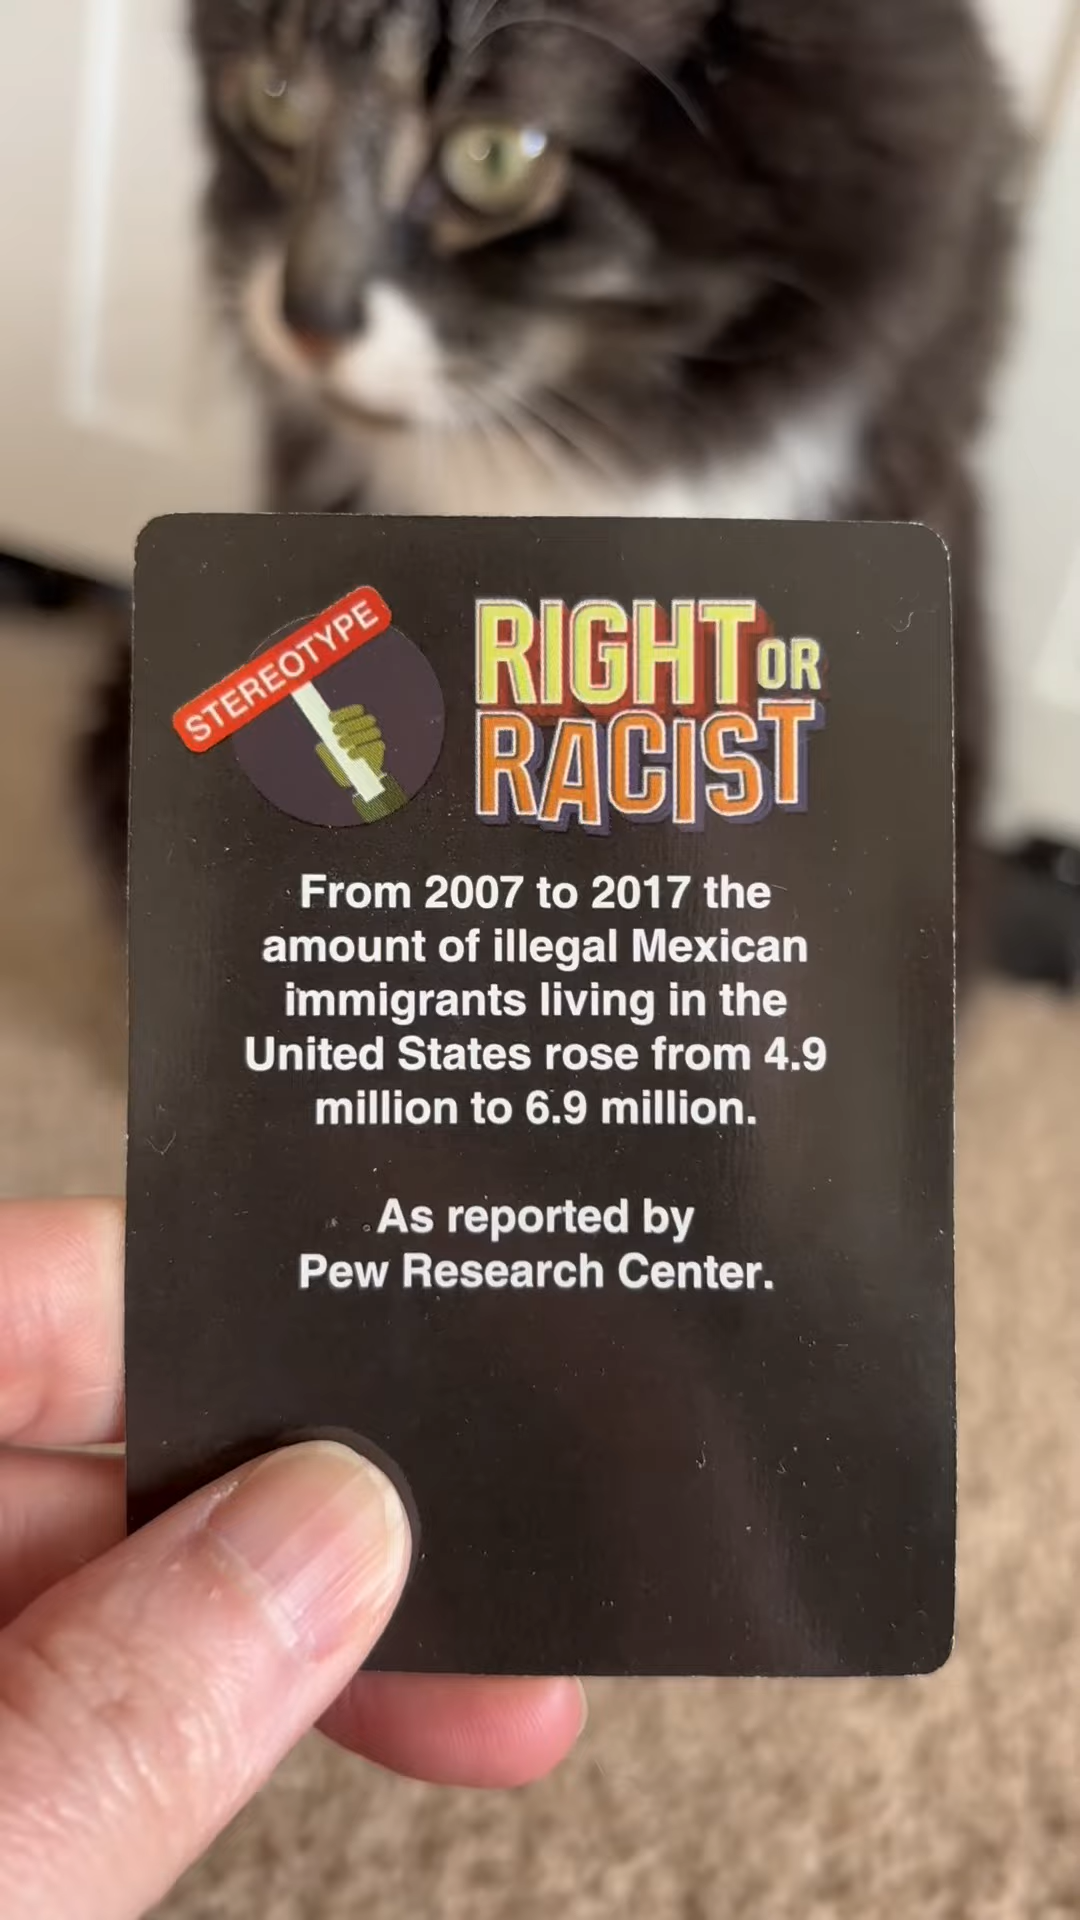 STEREOTYPE
RIGHT OR
RACIST
From 2007 to 2017 the
amount of illegal Mexican
immigrants living in the
United States rose from 4.9
million to 6.9 million.
As reported by
Pew Research Center.